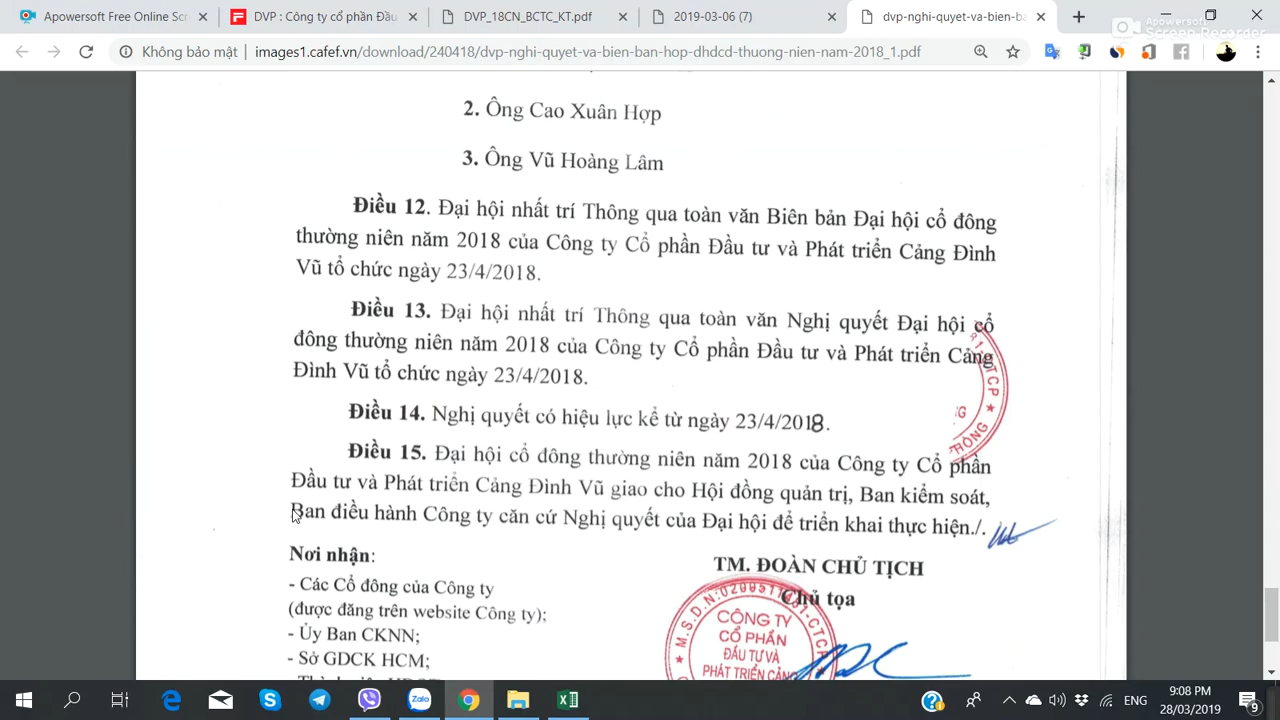 Apowersoft Free Online Scr
DVP : Công ty cổ phần Đầu
DVP_18CN_BCTC_KT.pdf
2019-03-09 (7)
dvp-nghi-quyet-va-bien-ba
Apowersoft
Screen Recorder
Không bảo mật | images1.cafef.vn/download/240418/dvp-nghi-quyet-va-bien-ban-hop-dhdcd-thuong-nien-nam-2018_1.pdf
2. Ông Cao Xuân Hợp
3. Ông Vũ Hoàng Lâm
Điều 12. Đại hội nhất trí Thông qua toàn văn Biên bản Đại hội cổ đông
thường niên năm 2018 của Công ty Cổ phần Đầu tư và Phát triển Cảng Đình
Vũ tổ chức ngày 23/4/2018.
Điều 13. Đại hội nhất trí Thông qua toàn văn Nghị quyết Đại hội cổ
đông thường niên năm 2018 của Công ty Cổ phần Đầu tư và Phát triển Cảng
Đình Vũ tổ chức ngày 23/4/2018.
Điều 14. Nghị quyết có hiệu lực kể từ ngày 23/4/2018.
Điều 15. Đại hội cổ đông thường niên năm 2018 của Công ty Cổ phần
Đầu tư và Phát triển Cảng Đình Vũ giao cho Hội đồng quản trị, Ban kiểm soát,
Ban điều hành Công ty căn cứ Nghị quyết của Đại hội để triển khai thực hiện./.
Nơi nhận:
- Các Cổ đông của Công ty
(được đăng trên website Công ty);
- Ủy Ban CKNN;
- Sở GDCK HCM;
TM. ĐOÀN CHỦ TỊCH
Chủ tọa
CÔNG TY
CỔ PHẦN
ĐẦU TƯ VÀ
PHÁT TRIỂN CẢNG
ENG
9:08 PM
28/03/2019